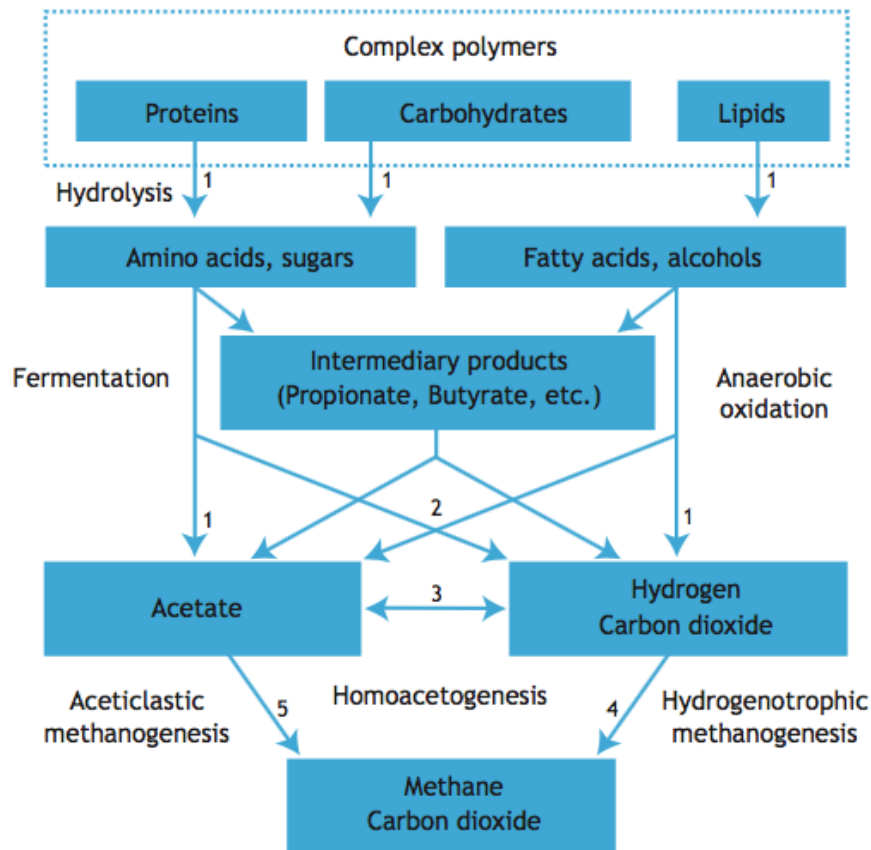 Complex polymers
Proteins
Carbohydrates
Lipids
1
1
1
Hydrolysis
Amino acids, sugars
Fatty acids, alcohols
Intermediary products
(Propionate, Butyrate, etc.)
Fermentation
Anaerobic
oxidation
2
1
1
Acetate
3
Hydrogen
Carbon dioxide
Aceticlastic
methanogenesis
5
Homoacetogenesis
4
Hydrogenotrophic
methanogenesis
Methane
Carbon dioxide